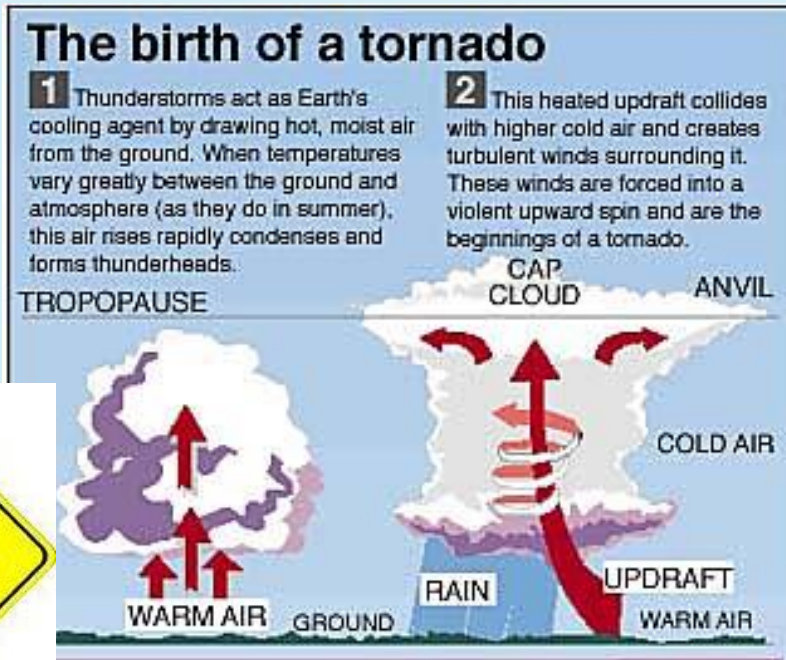 The birth of a tornado
1 Thunderstorms act as Earth's
cooling agent by drawing hot, moist air
from the ground. When temperatures
vary greatly between the ground and
atmosphere (as they do in summer),
this air rises rapidly condenses and
forms thunderheads.
2 This heated updraft collides
with higher cold air and creates
turbulent winds surrounding it.
These winds are forced into a
violent upward spin and are the
beginnings of a tornado.
TROPOPAUSE
CAP
CLOUD
ANVIL
COLD AIR
WARM AIR
GROUND
RAIN
UPDRAFT
WARM AIR